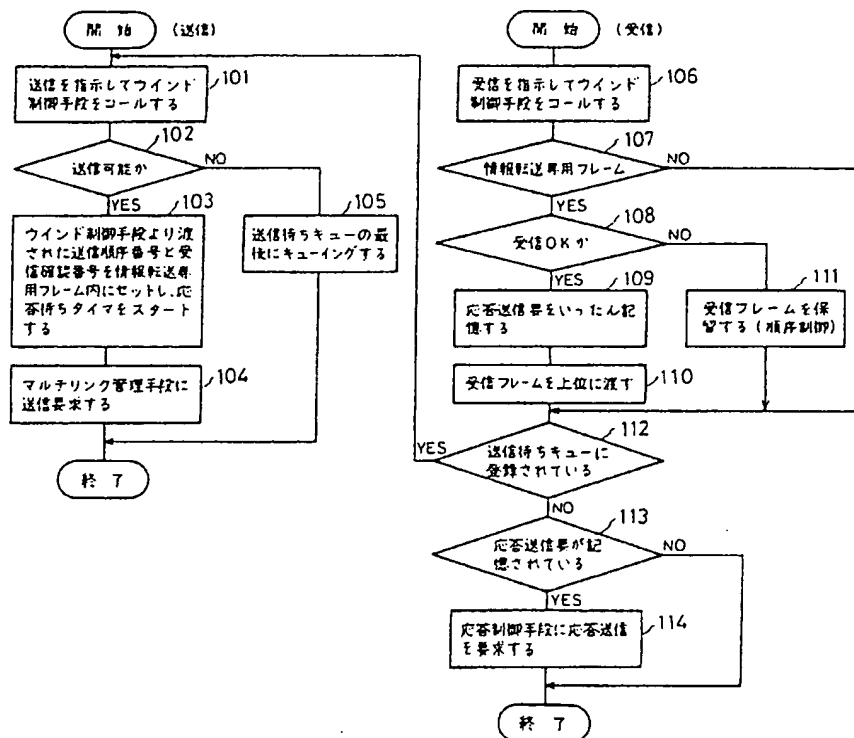 開始
(送信)
101
送信を指示してウインド
制御手段をコールする
102
送信可能か
NO
YES
103
ウインド制御手段より渡
された送信順序番号と受
信確認番号を情報転送専
用フレーム内にセットし、応
答待ちタイマをスタート
する
105
送信待ちキューの最
後にキューイングする
104
マルチリンク管理手段に
送信要求する
終了
開始
(受信)
106
受信を指示してウインド
制御手段をコールする
107
情報転送専用フレーム
NO
YES
108
受信OKか
NO
YES
109
応答送信要をいったん記
憶する
111
受信フレームを保
留する(順序制御)
110
受信フレームを上位に渡す
112
YES
送信待ちキューに
登録されている
NO
113
応答送信要が記
憶されている
NO
YES
114
応答制御手段に応答送信
を要求する
終了